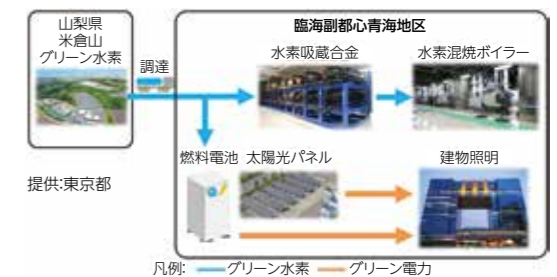 山梨県
米倉山
グリーン水素
調達
臨海副都心青海地区
水素吸蔵合金
水素混焼ボイラー
燃料電池
太陽光パネル
建物照明
提供:東京都
凡例: グリーン水素 グリーン電力